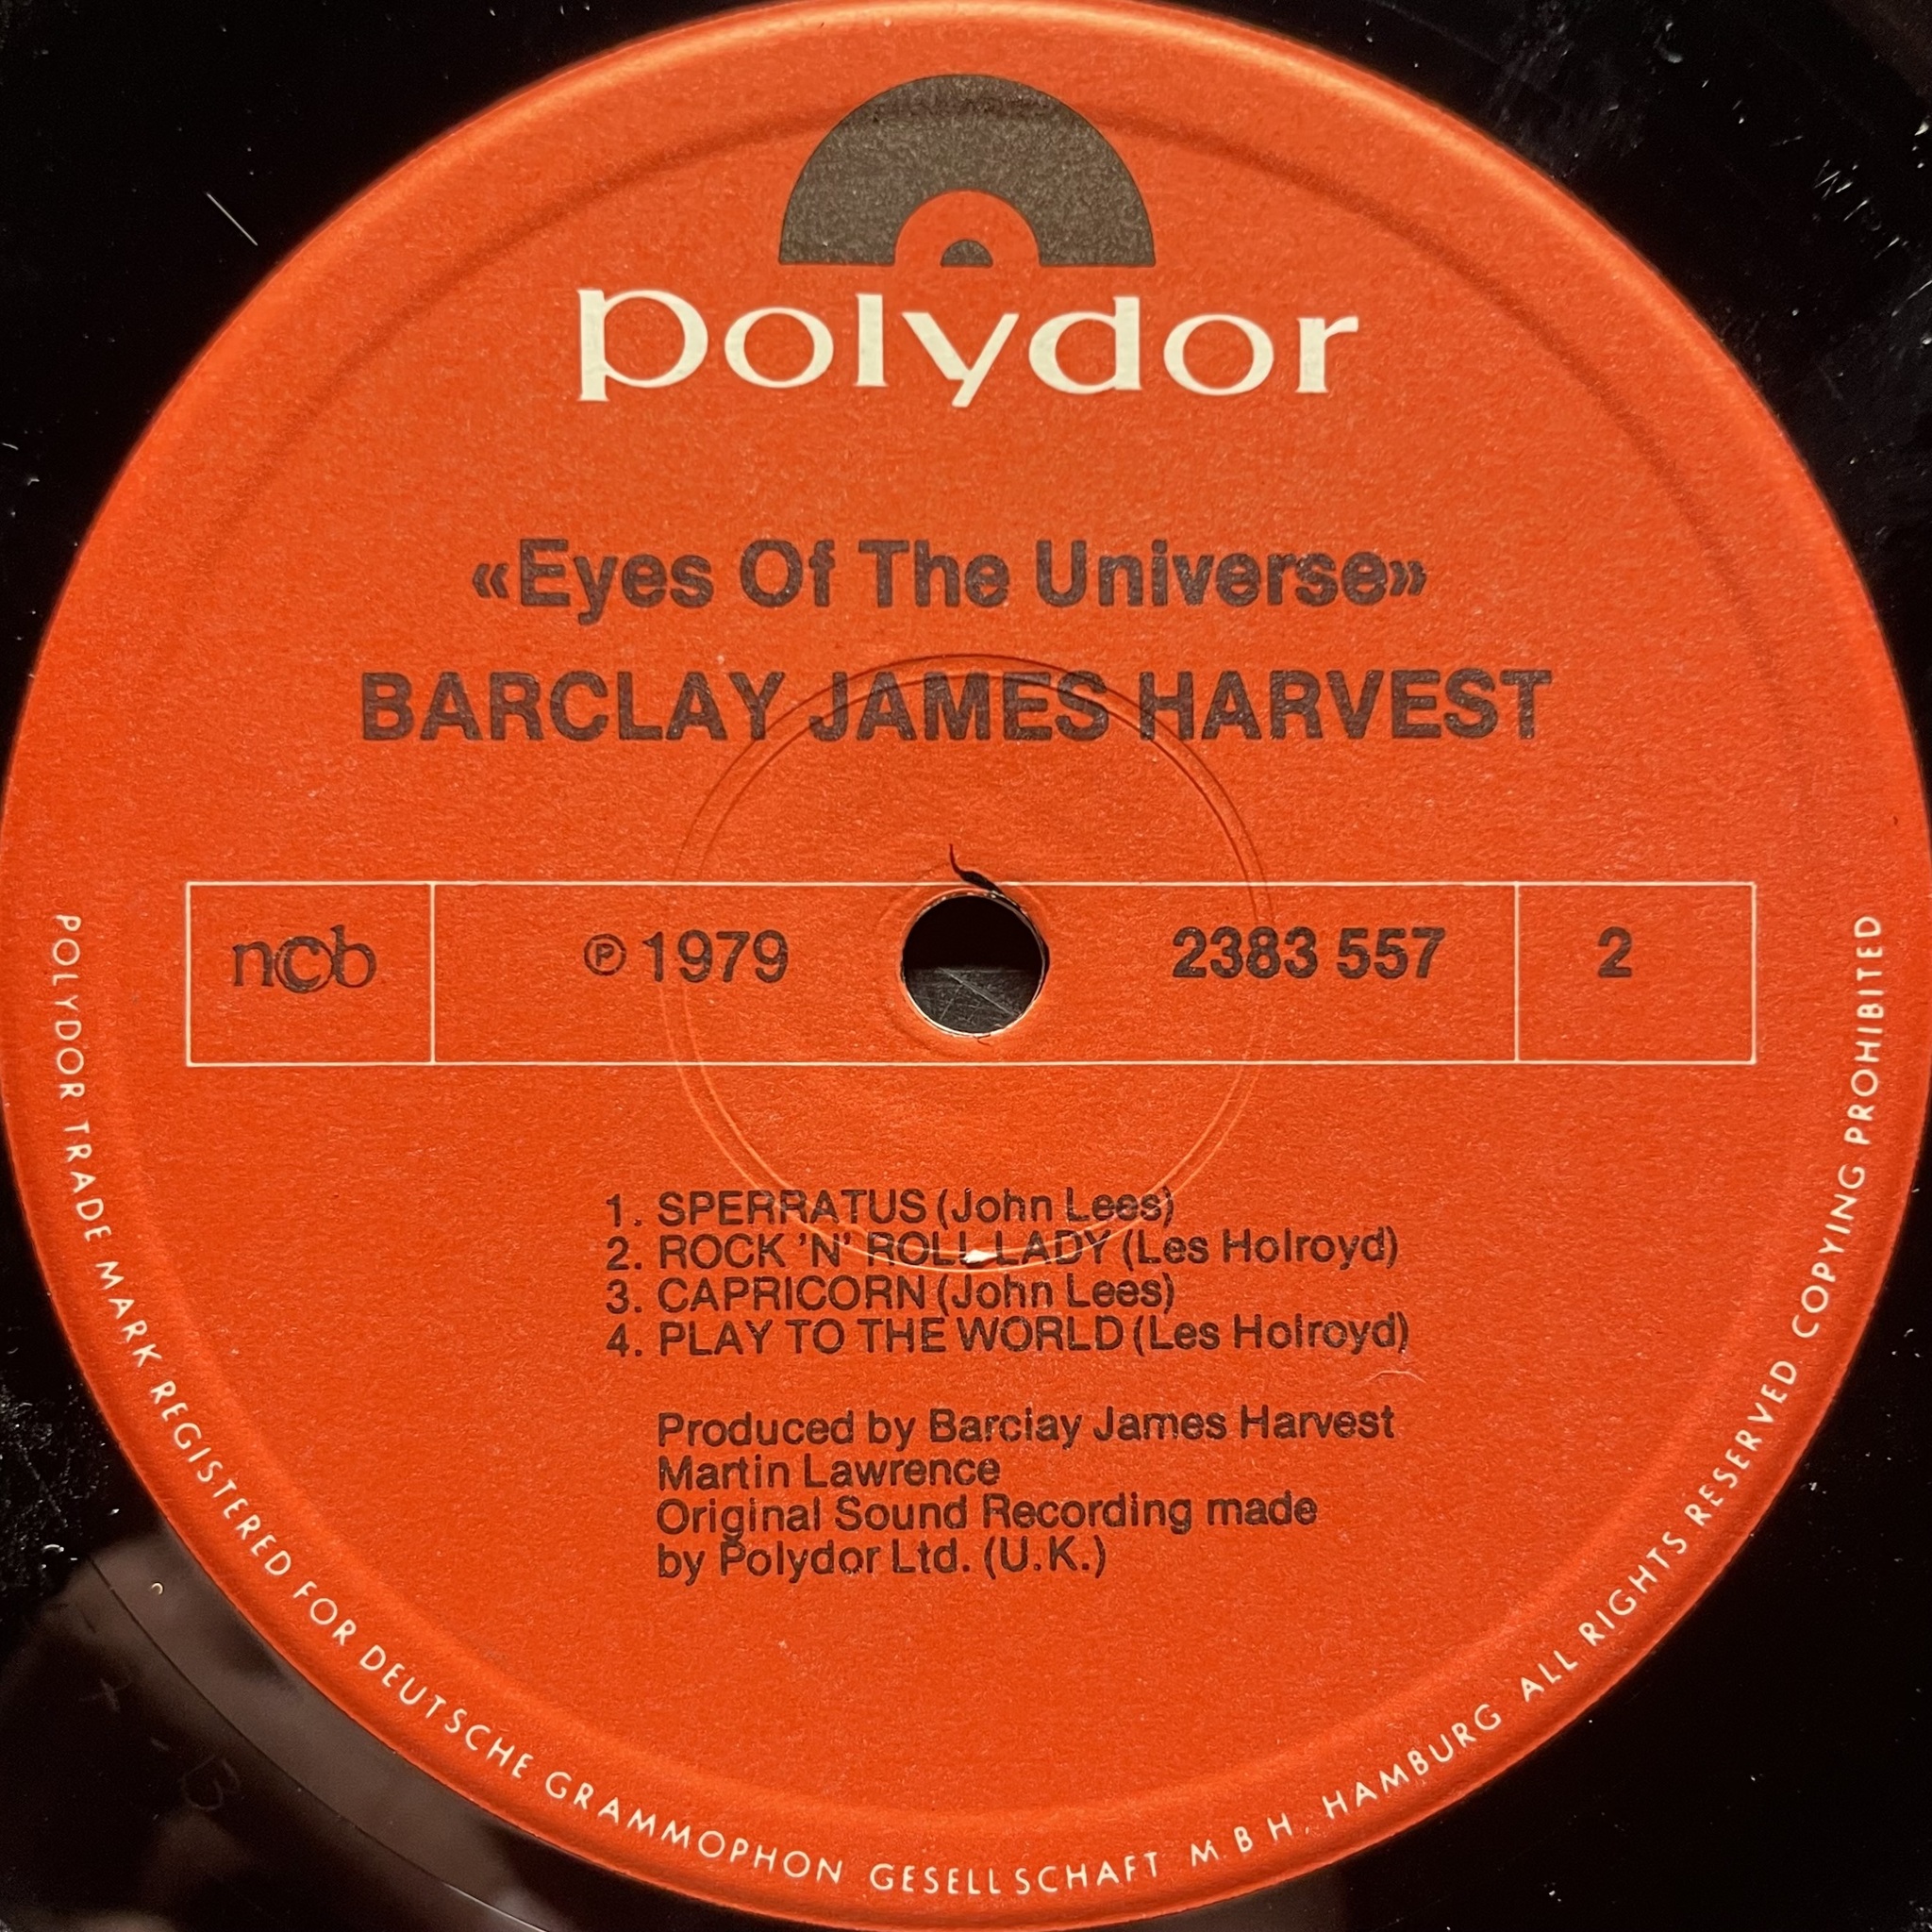 polydor
«Eyes Of The Universe»
BARCLAY JAMES HARVEST
ncb
℗ 1979
2383 557
2
1. SPERRATUS (John Lees)
2. ROCK 'N' ROLL LADY (Les Holroyd)
3. CAPRICORN (John Lees)
4. PLAY TO THE WORLD (Les Holroyd)
Produced by Barclay James Harvest
Martin Lawrence
Original Sound Recording made
by Polydor Ltd. (U.K.)
POLYDOR TRADE MARK REGISTERED FOR DEUTSCHE GRAMMOPHON GESELLSCHAFT M.B H. HAMBURG ALL RIGHTS RESERVED COPYING PROHIBITED